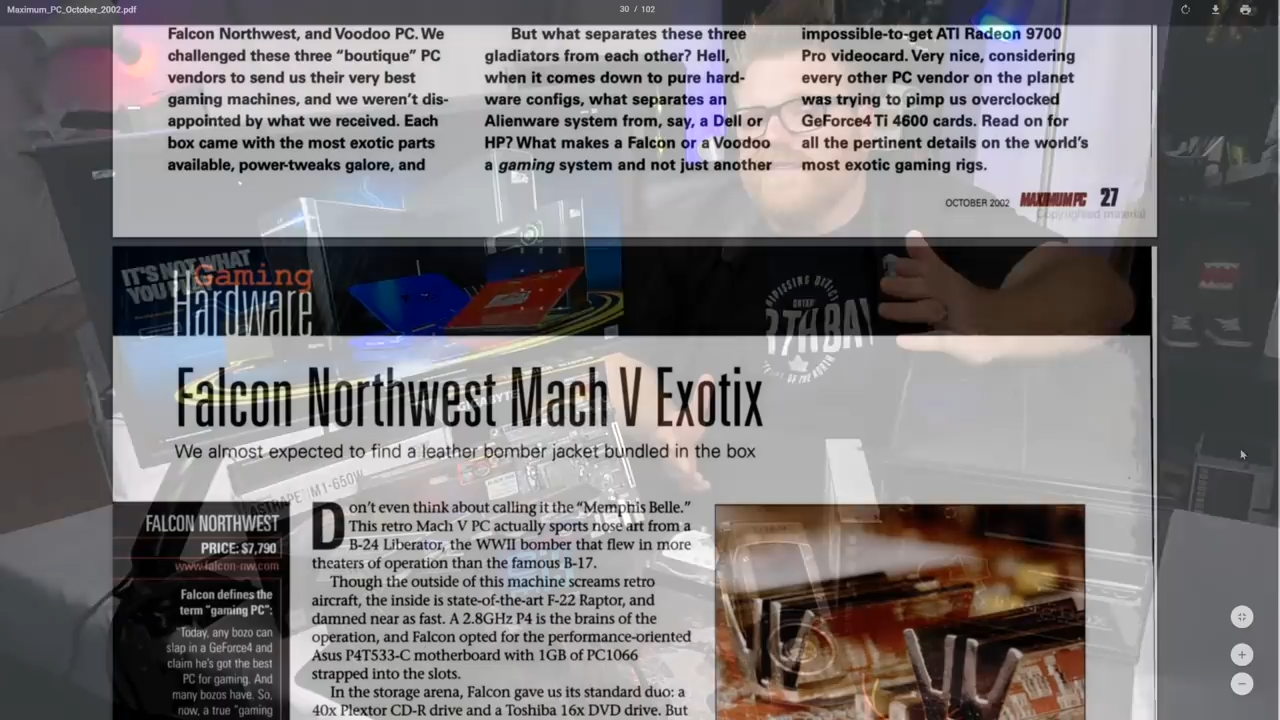 Maximum_PC_October_2002.pdf
30 / 102
Falcon Northwest, and Voodoo PC. We
challenged these three “boutique” PC
vendors to send us their very best
gaming machines, and we weren’t dis-
appointed by what we received. Each
box came with the most exotic parts
available, power-tweaks galore, and
But what separates these three
gladiators from each other? Hell,
when it comes down to pure hard-
ware configs, what separates an
Alienware system from, say, a Dell or
HP? What makes a Falcon or a Voodoo
a gaming system and not just another
impossible-to-get ATI Radeon 9700
Pro videocard. Very nice, considering
every other PC vendor on the planet
was trying to pimp us overclocked
GeForce4 Ti 4600 cards. Read on for
all the pertinent details on the world’s
most exotic gaming rigs.
OCTOBER 2002 MAXIMUM PC 27
Copyrighted material
IT'S NOT WHAT
YOU
Gaming
Hardware
Falcon Northwest Mach V Exotix
We almost expected to find a leather bomber jacket bundled in the box
GIGABYTE
M1-650W
FALCON NORTHWEST
PRICE: $7,790
www.falcon-nw.com
Falcon defines the
term “gaming PC”:
“Today, any bozo can
slap in a GeForce4 and
claim he’s got the best
PC for gaming. And
many bozos have. So,
now, a true “gaming
Don’t even think about calling it the “Memphis Belle.”
This retro Mach V PC actually sports nose art from a
B-24 Liberator, the WWII bomber that flew in more
theaters of operation than the famous B-17.
Though the outside of this machine screams retro
aircraft, the inside is state-of-the-art F-22 Raptor, and
damned near as fast. A 2.8GHz P4 is the brains of the
operation, and Falcon opted for the performance-oriented
Asus P4T533-C motherboard with 1GB of PC1066
strapped into the slots.
In the storage arena, Falcon gave us its standard duo: a
40x Plextor CD-R drive and a Toshiba 16x DVD drive. But